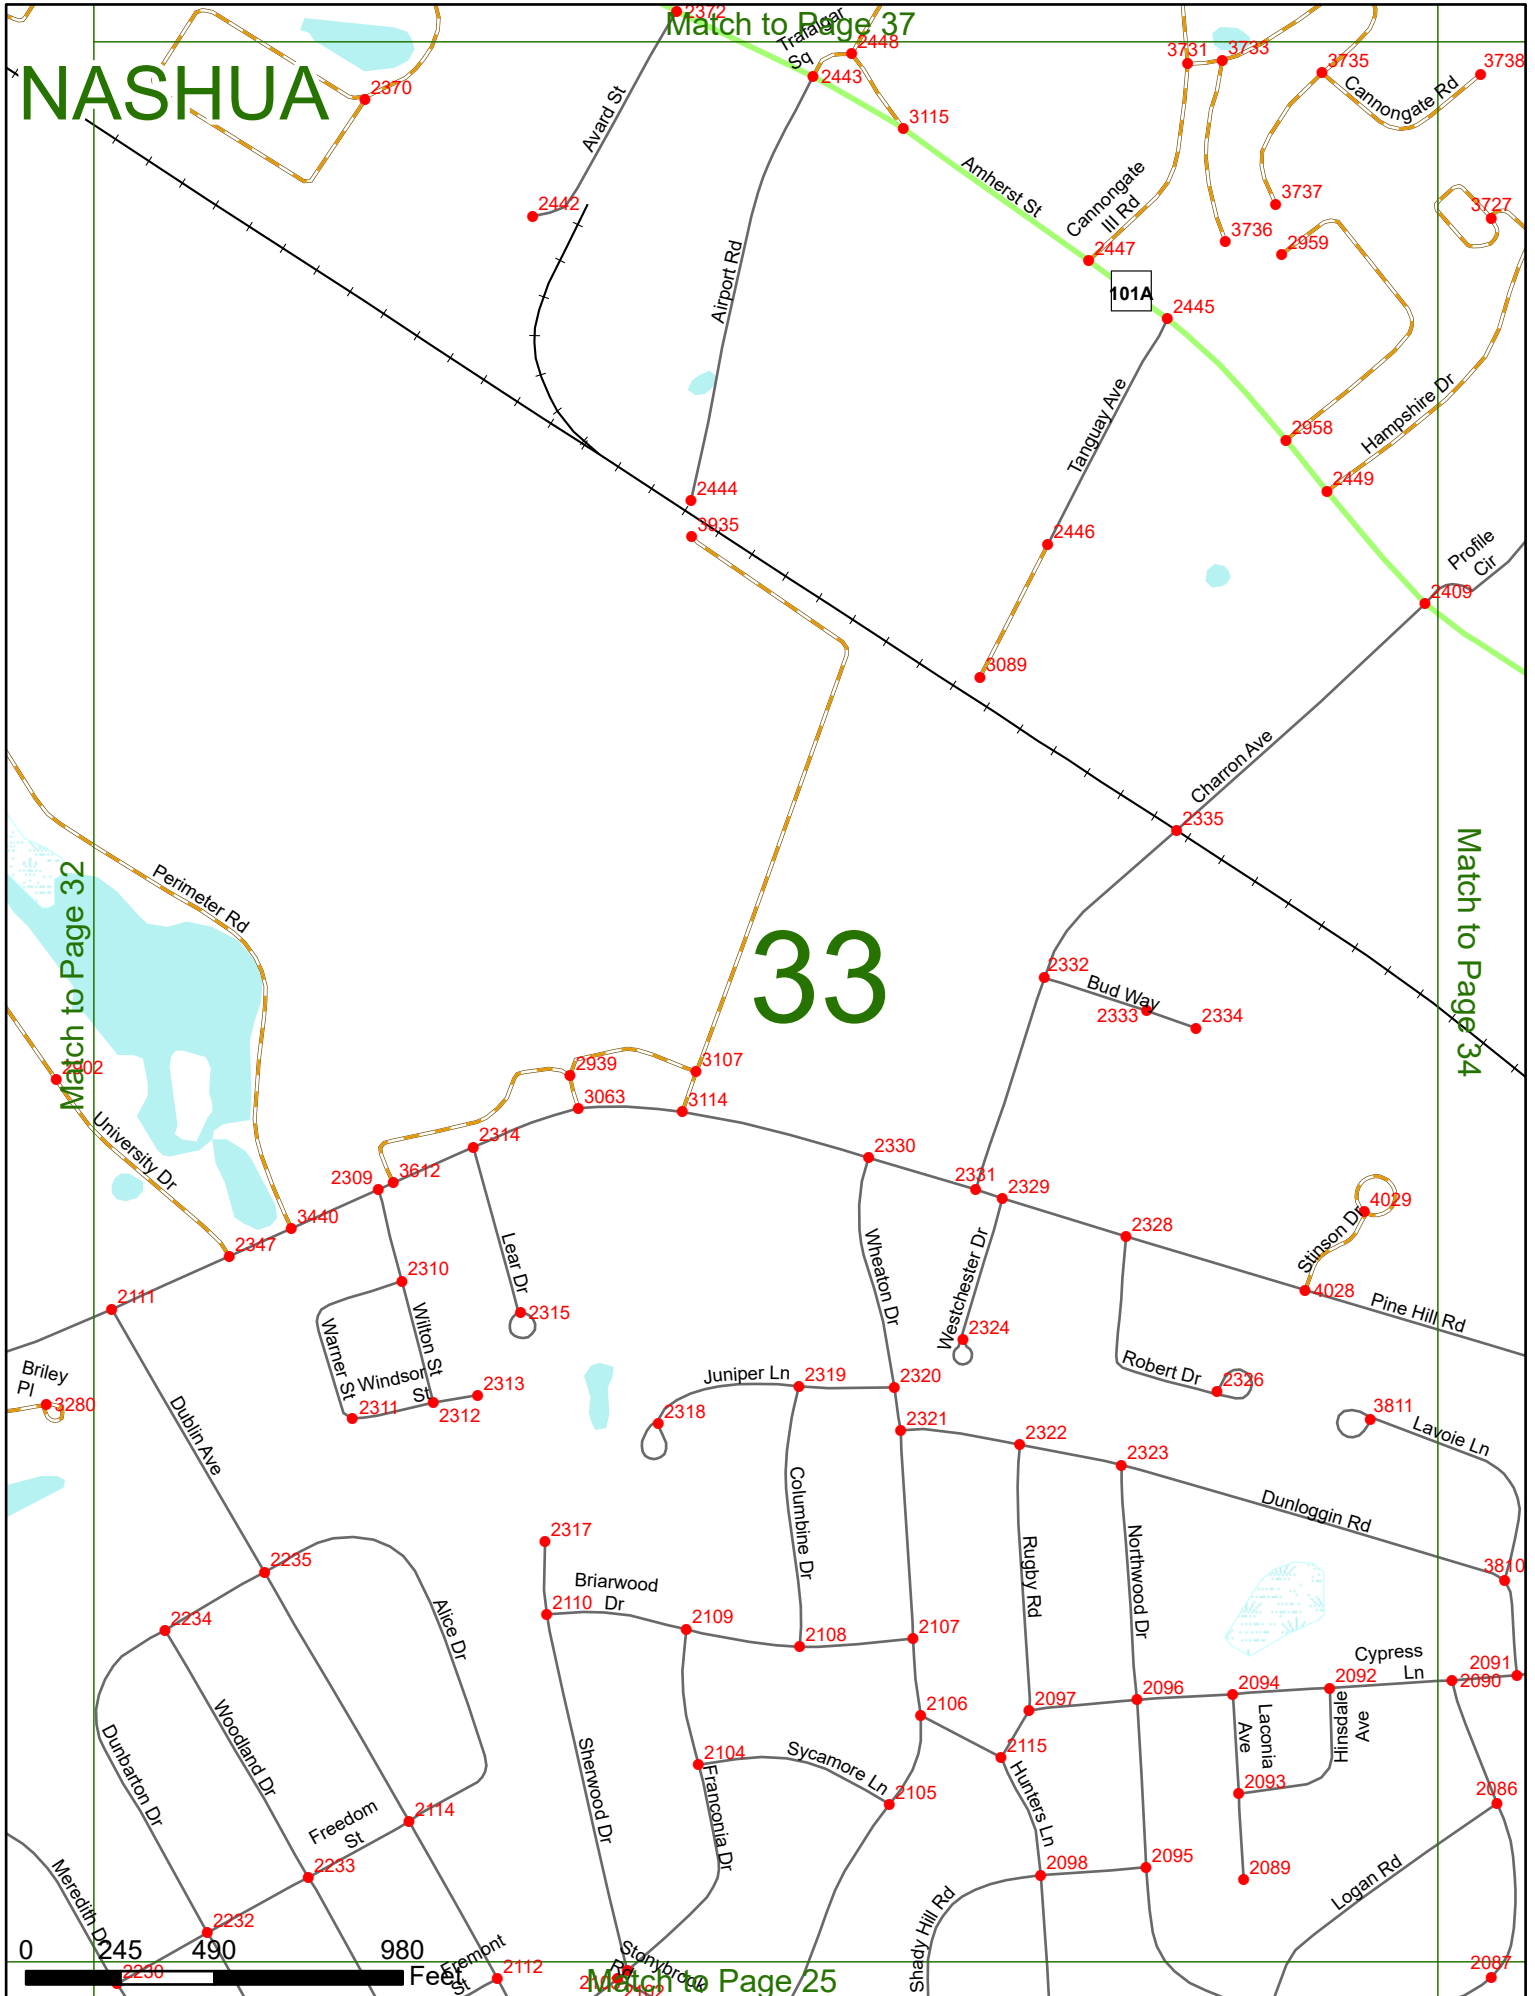 2372
Match to Page 37
NASHUA
2370
Trafalgar
Sq
2448
2443
3115
3731
3733
3735
3738
Cannongate Rd
Avard St
2442
Airport Rd
Amherst St
Cannongate
III Rd
2447
101A
2445
3737
3736
2959
3727
Tanguay Ave
2958
Hampshire Dr
2449
2444
3935
2446
Profile
Cir
2409
3089
Charron Ave
2335
Match to Page 32
Perimeter Rd
33
Match to Page 34
2332
Bud Way
2333
2334
2902
University Dr
2939
3107
3063
3114
2314
2330
2309
3612
2331
2329
3440
2347
2328
4029
Stinson Dr
4028
Pine Hill Rd
2111
2310
Lear Dr
2315
Wheaton Dr
Westchester Dr
2324
Robert Dr
2326
Briley
Pl
3280
Warner St
Wilton St
Windsor
St
2313
2311
2312
Dublin Ave
Juniper Ln
2319
2320
2318
2321
2322
2323
3811
Lavoie Ln
Columbine Dr
Dunloggin Rd
2317
2235
Briarwood
Dr
2110
2109
2108
2107
Rugby Rd
Northwood Dr
3810
2234
Alice Dr
Cypress
Ln
2091
2090
2106
2097
2096
2094
2092
Laconia
Ave
Hinsdale
Ave
Woodland Dr
Dunbarton Dr
Sherwood Dr
2104
Franconia Dr
Sycamore Ln
2105
2115
Hunters Ln
2093
2086
2114
Freedom
St
2233
2098
2095
2089
Logan Rd
Meredith Dr
2232
Shady Hill Rd
0 245 490 980
Feet
2230
Fremont
St
2112
Stonybrook
Rd
2102
Match to Page 25
2087